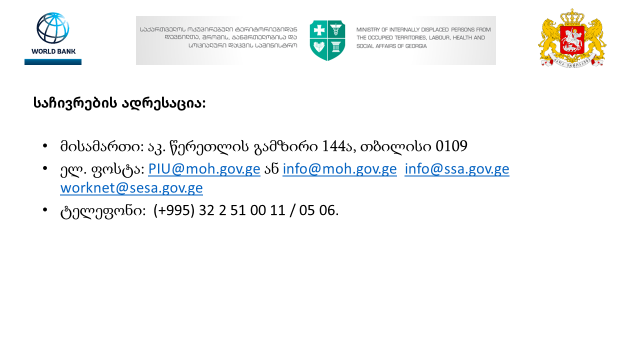 WORLD BANK
საქართველოს ოკუპირებული ტერიტორიებიდან
დევნილთა, შრომის, ჯანმრთელობისა და
სოციალური დაცვის სამინისტრო
MINISTRY OF INTERNALLY DISPLACED PERSONS FROM
THE OCCUPIED TERRITORIES, LABOUR, HEALTH AND
SOCIAL AFFAIRS OF GEORGIA
საჩივრების ადრესაცია:
• მისამართი: აკ. წერეთლის გამზირი 144ა, თბილისი 0109
• ელ. ფოსტა: PIU@moh.gov.ge ან info@moh.gov.ge info@ssa.gov.ge
worknet@sesa.gov.ge
• ტელეფონი: (+995) 32 2 51 00 11 / 05 06.